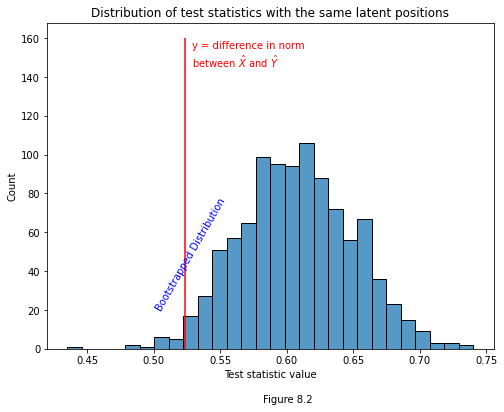 Distribution of test statistics with the same latent positions
160
140
120
100
80
60
40
20
0
Count
y = difference in norm
between X̂ and Ŷ
Bootstrapped Distribution
0.45 0.50 0.55 0.60 0.65 0.70 0.75
Test statistic value
Figure 8.2